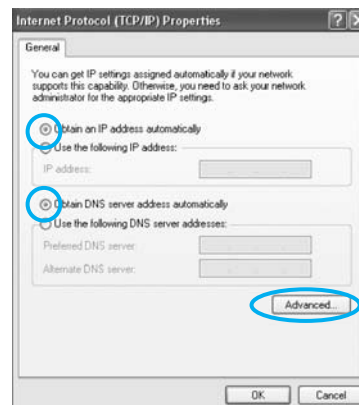 Internet Protocol (TCP/IP) Properties
General
You can get IP settings assigned automatically if your network
supports this capability. Otherwise, you need to ask your network
administrator for the appropriate IP settings.
Obtain an IP address automatically
Use the following IP address:
IP address:
Obtain DNS server address automatically
Use the following DNS server addresses:
Preferred DNS server:
Alternate DNS server:
Advanced...
OK Cancel